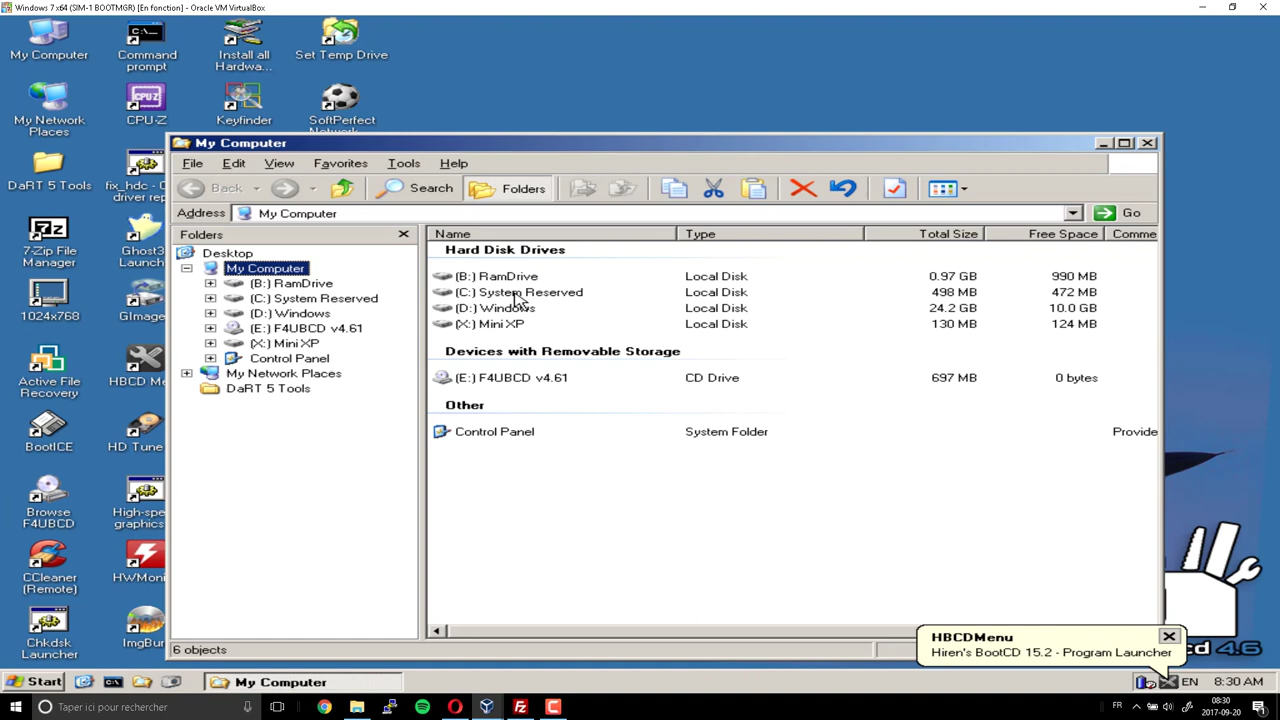 Windows 7 x64 (SIM-1 BOOTMGR) [En fonction] - Oracle VM VirtualBox
My Computer
Command prompt
Install all Hardwa...
Set Temp Drive
My Network Places
CPU-Z
Keyfinder
SoftPerfect Network
DaRT 5 Tools
fix_hdc -
driver rep
7-Zip File Manager
Ghost3
Launch
1024x768
GImage
Active File Recovery
HBCD Me
BootICE
HD Tune
Browse F4UBCD
High-spe
graphics
CCleaner (Remote)
HWMoni
Chkdsk Launcher
ImgBur
My Computer
File Edit View Favorites Tools Help
Back Search Folders
Address My Computer Go
Folders
Desktop
My Computer
(B:) RamDrive
(C:) System Reserved
(D:) Windows
(E:) F4UBCD v4.61
(X:) Mini XP
Control Panel
My Network Places
DaRT 5 Tools
Name Type Total Size Free Space Comme
Hard Disk Drives
(B:) RamDrive Local Disk 0.97 GB 990 MB
(C:) System Reserved Local Disk 498 MB 472 MB
(D:) Windows Local Disk 24.2 GB 10.0 GB
(X:) Mini XP Local Disk 130 MB 124 MB
Devices with Removable Storage
(E:) F4UBCD v4.61 CD Drive 697 MB 0 bytes
Other
Control Panel System Folder Provide
6 objects
HBCDMenu
Hiren's BootCD 15.2 - Program Launcher
cd 4.6
Start My Computer EN 8:30 AM
Taper ici pour rechercher FR 08:30
2017-09-20